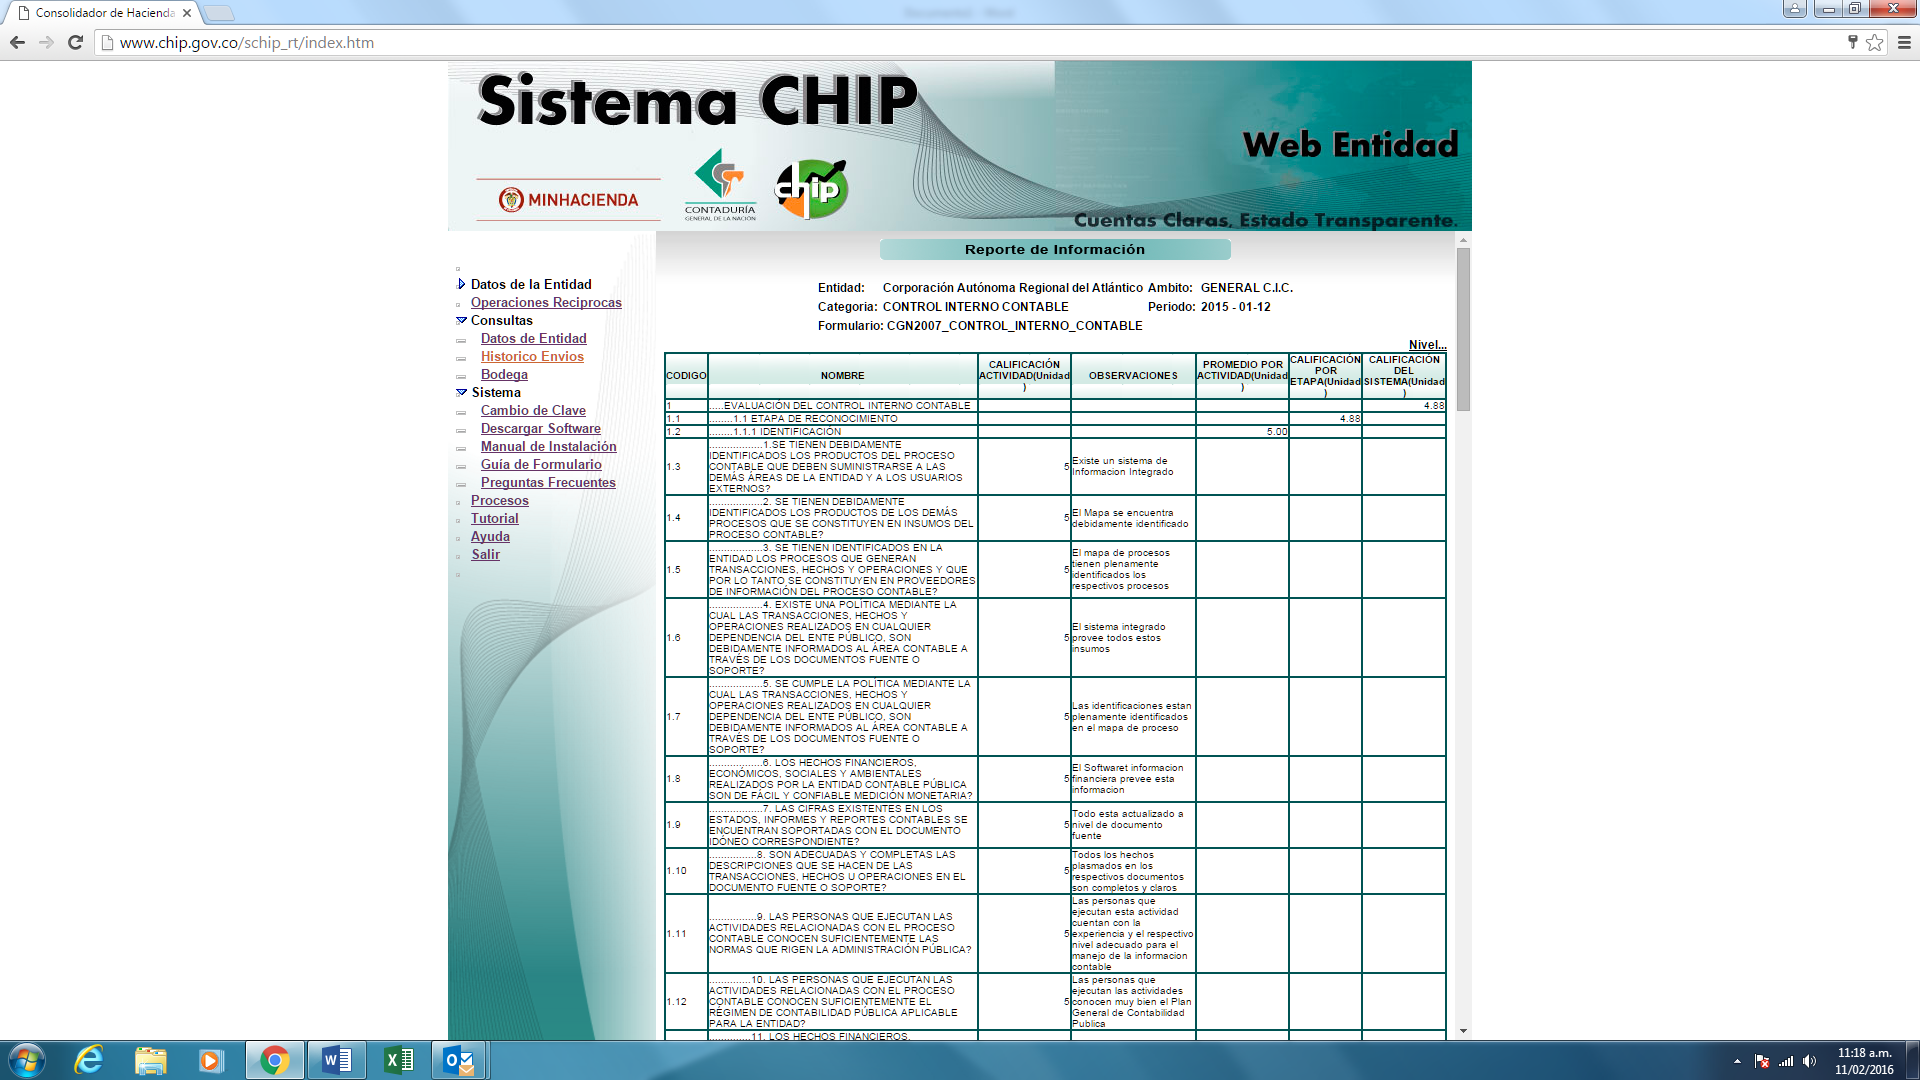 Consolidador de Hacienda
www.chip.gov.co/schip_rt/index.htm
Sistema CHIP
Web Entidad
MINHACIENDA
CONTADURÍA
GENERAL DE LA NACIÓN
chip
Cuentas Claras, Estado Transparente.
Datos de la Entidad
Operaciones Reciprocas
Consultas
Datos de Entidad
Historico Envios
Bodega
Sistema
Cambio de Clave
Descargar Software
Manual de Instalación
Guía de Formulario
Preguntas Frecuentes
Procesos
Tutorial
Ayuda
Salir
Reporte de Información
Entidad: Corporación Autónoma Regional del Atlántico Ambito: GENERAL C.I.C.
Categoria: CONTROL INTERNO CONTABLE Periodo: 2015 - 01-12
Formulario: CGN2007_CONTROL_INTERNO_CONTABLE
Nivel...
CODIGO
NOMBRE
CALIFICACIÓN
ACTIVIDAD(Unidad
)
OBSERVACIONES
PROMEDIO POR
ACTIVIDAD(Unidad
)
CALIFICACIÓN
POR
ETAPA(Unidad
)
CALIFICACIÓN
DEL
SISTEMA(Unidad
)
1 .....EVALUACIÓN DEL CONTROL INTERNO CONTABLE 4.88
1.1 ........1.1 ETAPA DE RECONOCIMIENTO 4.88
1.2 ........1.1.1 IDENTIFICACIÓN 5.00
1.3
..................1.SE TIENEN DEBIDAMENTE
IDENTIFICADOS LOS PRODUCTOS DEL PROCESO
CONTABLE QUE DEBEN SUMINISTRARSE A LAS
DEMÁS ÁREAS DE LA ENTIDAD Y A LOS USUARIOS
EXTERNOS?
5
Existe un sistema de
Informacion Integrado
1.4
..................2. SE TIENEN DEBIDAMENTE
IDENTIFICADOS LOS PRODUCTOS DE LOS DEMÁS
PROCESOS QUE SE CONSTITUYEN EN INSUMOS DEL
PROCESO CONTABLE?
5
El Mapa se encuentra
debidamente identificado
1.5
..................3. SE TIENEN IDENTIFICADOS EN LA
ENTIDAD LOS PROCESOS QUE GENERAN
TRANSACCIONES, HECHOS Y OPERACIONES Y QUE
POR LO TANTO SE CONSTITUYEN EN PROVEEDORES
DE INFORMACIÓN DEL PROCESO CONTABLE?
5
El mapa de procesos
tienen plenamente
identificados los
respectivos procesos
1.6
..................4. EXISTE UNA POLÍTICA MEDIANTE LA
CUAL LAS TRANSACCIONES, HECHOS Y
OPERACIONES REALIZADOS EN CUALQUIER
DEPENDENCIA DEL ENTE PÚBLICO, SON
DEBIDAMENTE INFORMADOS AL ÁREA CONTABLE A
TRAVÉS DE LOS DOCUMENTOS FUENTE O
SOPORTE?
5
El sistema integrado
provee todos estos
insumos
1.7
..................5. SE CUMPLE LA POLÍTICA MEDIANTE LA
CUAL LAS TRANSACCIONES, HECHOS Y
OPERACIONES REALIZADOS EN CUALQUIER
DEPENDENCIA DEL ENTE PÚBLICO, SON
DEBIDAMENTE INFORMADOS AL ÁREA CONTABLE A
TRAVÉS DE LOS DOCUMENTOS FUENTE O
SOPORTE?
5
Las identificaciones estan
plenamente identificados
en el mapa de proceso
1.8
..................6. LOS HECHOS FINANCIEROS,
ECONÓMICOS, SOCIALES Y AMBIENTALES
REALIZADOS POR LA ENTIDAD CONTABLE PÚBLICA
SON DE FÁCIL Y CONFIABLE MEDICIÓN MONETARIA?
5
El Softwaret informacion
financiera prevee esta
informacion
1.9
..................7. LAS CIFRAS EXISTENTES EN LOS
ESTADOS, INFORMES Y REPORTES CONTABLES SE
ENCUENTRAN SOPORTADAS CON EL DOCUMENTO
IDÓNEO CORRESPONDIENTE?
5
Todo esta actualizado a
nivel de documento
fuente
1.10
................8. SON ADECUADAS Y COMPLETAS LAS
DESCRIPCIONES QUE SE HACEN DE LAS
TRANSACCIONES, HECHOS U OPERACIONES EN EL
DOCUMENTO FUENTE O SOPORTE?
5
Todos los hechos
plasmados en los
respectivos documentos
son completos y claros
1.11
................9. LAS PERSONAS QUE EJECUTAN LAS
ACTIVIDADES RELACIONADAS CON EL PROCESO
CONTABLE CONOCEN SUFICIENTEMENTE LAS
NORMAS QUE RIGEN LA ADMINISTRACIÓN PÚBLICA?
5
Las personas que
ejecutan esta actividad
cuentan con la
experiencia y el respectivo
nivel adecuado para el
manejo de la informacion
contable
1.12
..............10. LAS PERSONAS QUE EJECUTAN LAS
ACTIVIDADES RELACIONADAS CON EL PROCESO
CONTABLE CONOCEN SUFICIENTEMENTE EL
RÉGIMEN DE CONTABILIDAD PÚBLICA APLICABLE
PARA LA ENTIDAD?
5
Las personas que
ejecutan las actividades
conocen muy bien el Plan
General de Contabilidad
Publica
..............11. LOS HECHOS FINANCIEROS,
11:18 a.m.
11/02/2016